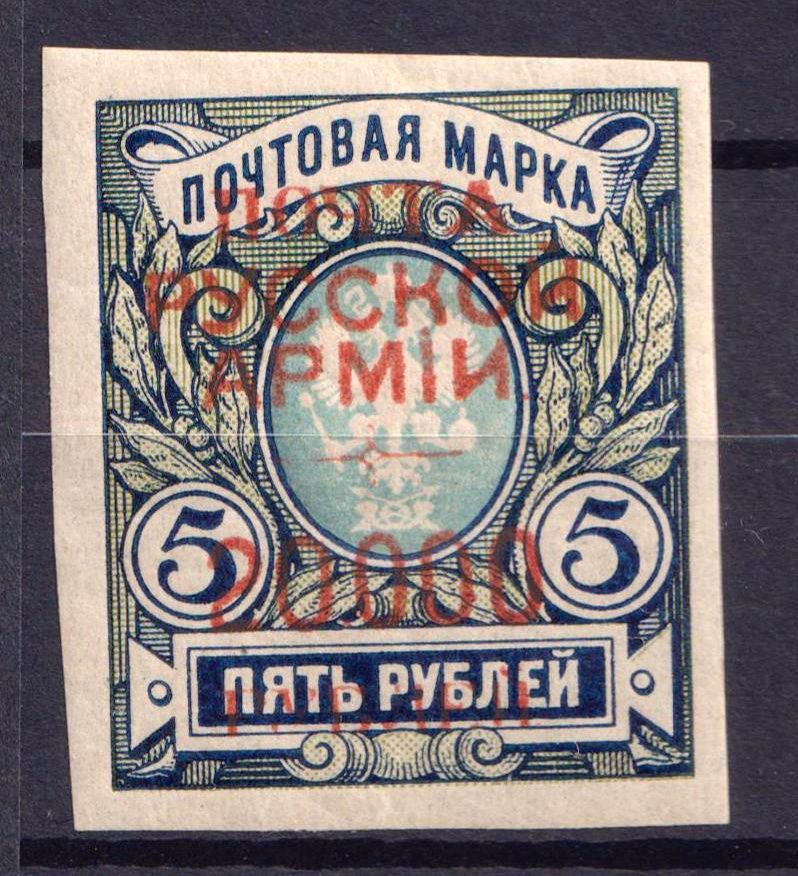 ПОЧТОВАЯ МАРКА
ПОЧТА
РУССКОЙ
АРМІИ.
5 5
20000
ПЯТЬ РУБЛЕЙ